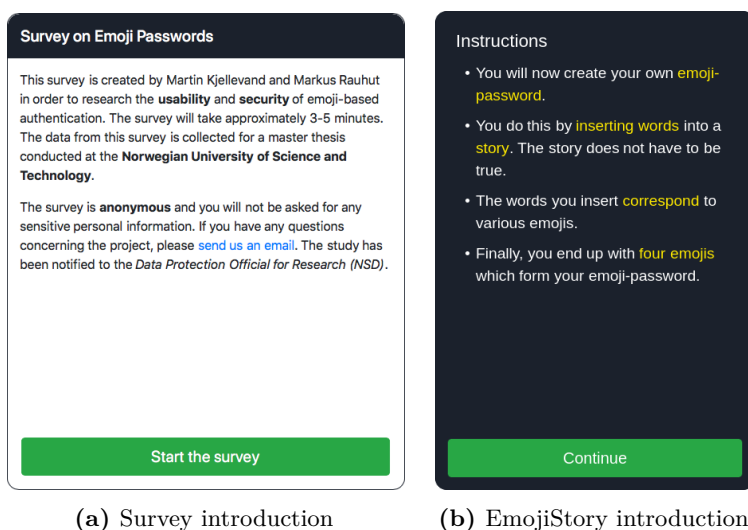 Survey on Emoji Passwords
This survey is created by Martin Kjellevand and Markus Rauhut
in order to research the usability and security of emoji-based
authentication. The survey will take approximately 3-5 minutes.
The data from this survey is collected for a master thesis
conducted at the Norwegian University of Science and
Technology.
The survey is anonymous and you will not be asked for any
sensitive personal information. If you have any questions
concerning the project, please send us an email. The study has
been notified to the Data Protection Official for Research (NSD).
Start the survey
(a) Survey introduction
Instructions
• You will now create your own emoji-
password.
• You do this by inserting words into a
story. The story does not have to be
true.
• The words you insert correspond to
various emojis.
• Finally, you end up with four emojis
which form your emoji-password.
Continue
(b) EmojiStory introduction